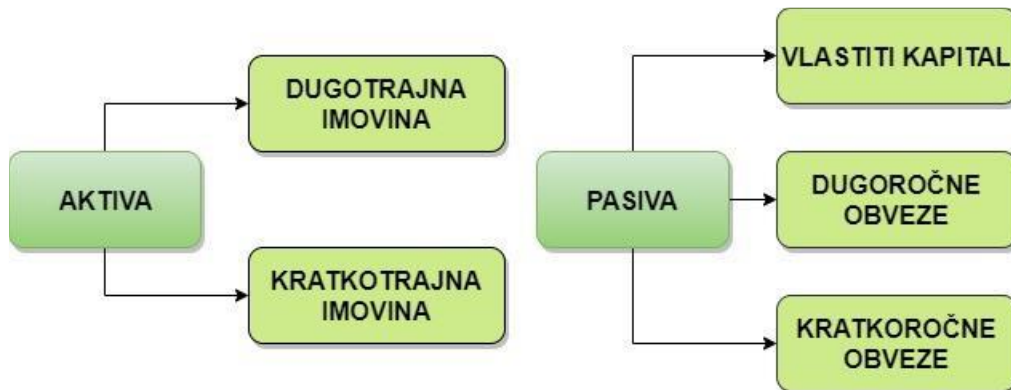 AKTIVA
DUGOTRAJNA
IMOVINA
KRATKOTRAJNA
IMOVINA
PASIVA
VLASTITI KAPITAL
DUGOROČNE
OBVEZE
KRATKOROČNE
OBVEZE